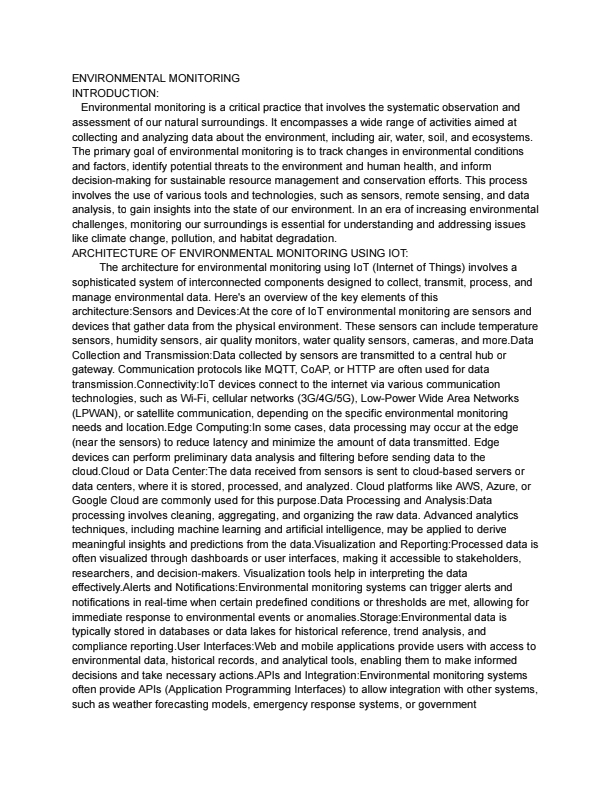 ENVIRONMENTAL MONITORING
INTRODUCTION:
Environmental monitoring is a critical practice that involves the systematic observation and
assessment of our natural surroundings. It encompasses a wide range of activities aimed at
collecting and analyzing data about the environment, including air, water, soil, and ecosystems.
The primary goal of environmental monitoring is to track changes in environmental conditions
and factors, identify potential threats to the environment and human health, and inform
decision-making for sustainable resource management and conservation efforts. This process
involves the use of various tools and technologies, such as sensors, remote sensing, and data
analysis, to gain insights into the state of our environment. In an era of increasing environmental
challenges, monitoring our surroundings is essential for understanding and addressing issues
like climate change, pollution, and habitat degradation.
ARCHITECTURE OF ENVIRONMENTAL MONITORING USING IOT:
The architecture for environmental monitoring using IoT (Internet of Things) involves a
sophisticated system of interconnected components designed to collect, transmit, process, and
manage environmental data. Here's an overview of the key elements of this
architecture:Sensors and Devices:At the core of IoT environmental monitoring are sensors and
devices that gather data from the physical environment. These sensors can include temperature
sensors, humidity sensors, air quality monitors, water quality sensors, cameras, and more.Data
Collection and Transmission:Data collected by sensors are transmitted to a central hub or
gateway. Communication protocols like MQTT, CoAP, or HTTP are often used for data
transmission.Connectivity:IoT devices connect to the internet via various communication
technologies, such as Wi-Fi, cellular networks (3G/4G/5G), Low-Power Wide Area Networks
(LPWAN), or satellite communication, depending on the specific environmental monitoring
needs and location.Edge Computing:In some cases, data processing may occur at the edge
(near the sensors) to reduce latency and minimize the amount of data transmitted. Edge
devices can perform preliminary data analysis and filtering before sending data to the
cloud.Cloud or Data Center:The data received from sensors is sent to cloud-based servers or
data centers, where it is stored, processed, and analyzed. Cloud platforms like AWS, Azure, or
Google Cloud are commonly used for this purpose.Data Processing and Analysis:Data
processing involves cleaning, aggregating, and organizing the raw data. Advanced analytics
techniques, including machine learning and artificial intelligence, may be applied to derive
meaningful insights and predictions from the data.Visualization and Reporting:Processed data is
often visualized through dashboards or user interfaces, making it accessible to stakeholders,
researchers, and decision-makers. Visualization tools help in interpreting the data
effectively.Alerts and Notifications:Environmental monitoring systems can trigger alerts and
notifications in real-time when certain predefined conditions or thresholds are met, allowing for
immediate response to environmental events or anomalies.Storage:Environmental data is
typically stored in databases or data lakes for historical reference, trend analysis, and
compliance reporting.User Interfaces:Web and mobile applications provide users with access to
environmental data, historical records, and analytical tools, enabling them to make informed
decisions and take necessary actions.APIs and Integration:Environmental monitoring systems
often provide APIs (Application Programming Interfaces) to allow integration with other systems,
such as weather forecasting models, emergency response systems, or government